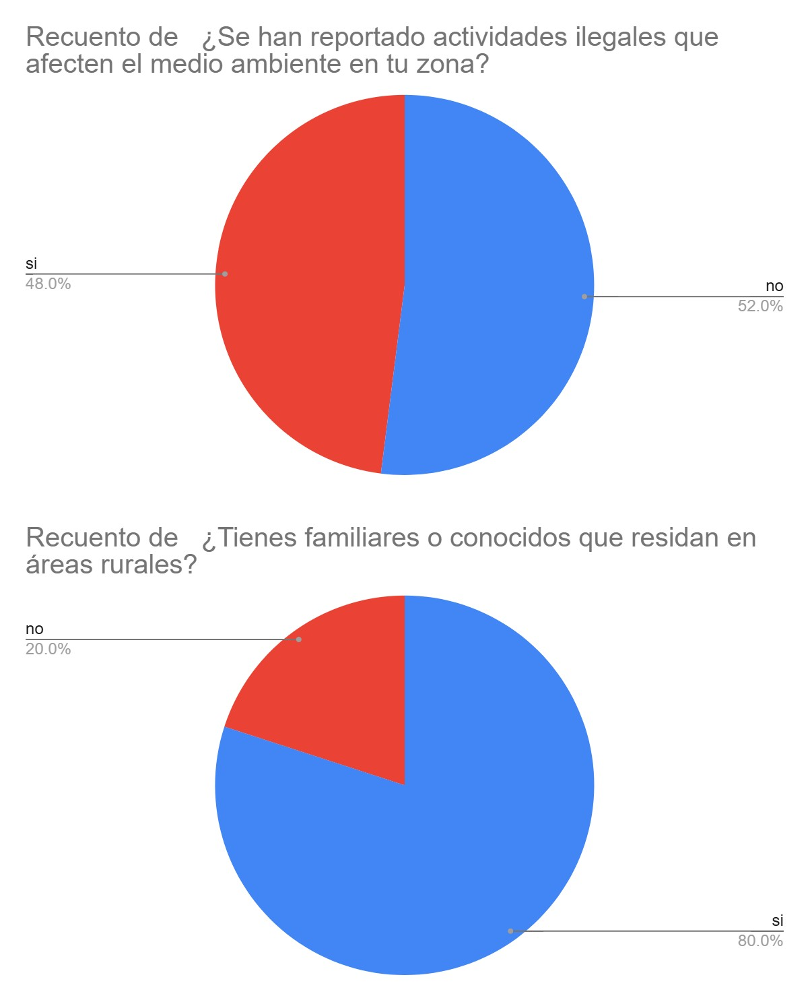 Recuento de   ¿Se han reportado actividades ilegales que
afecten el medio ambiente en tu zona?
si
48.0%
no
52.0%
Recuento de   ¿Tienes familiares o conocidos que residan en
áreas rurales?
no
20.0%
si
80.0%